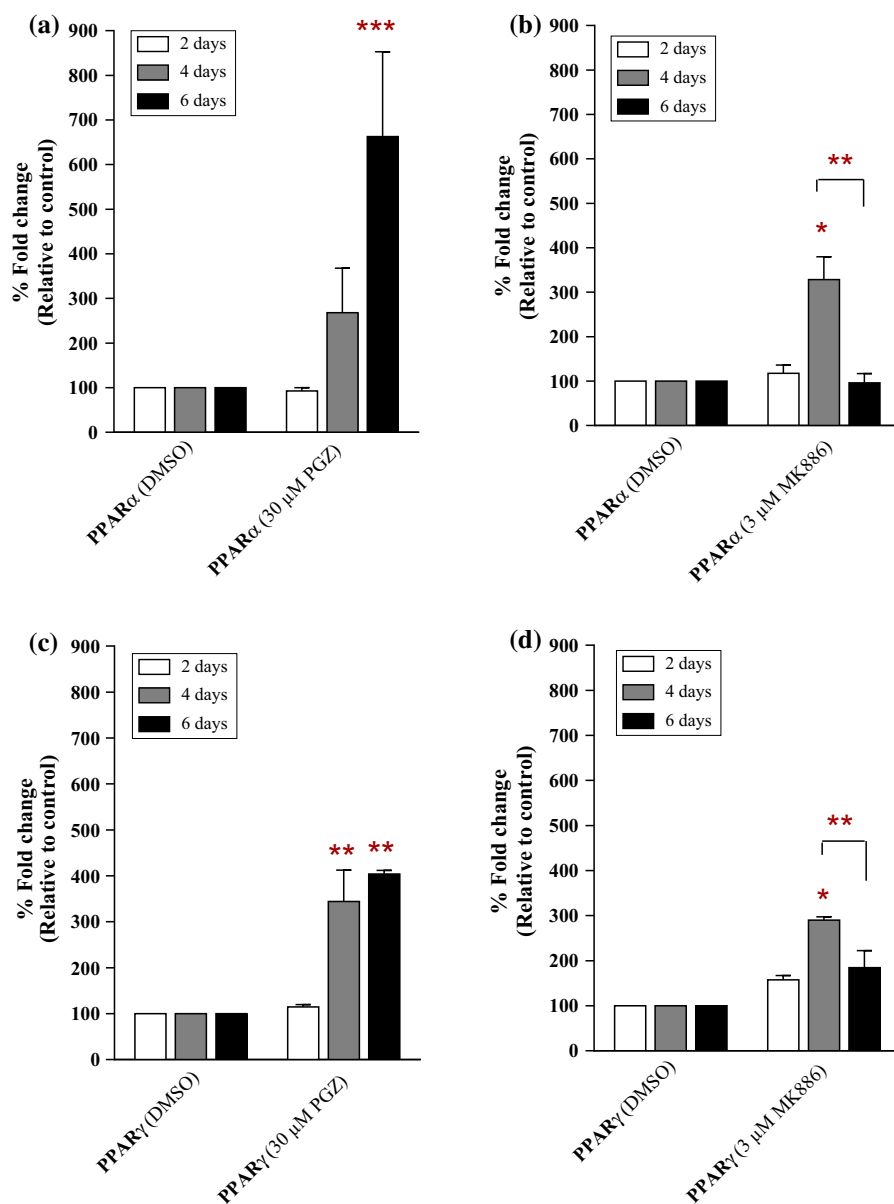 (a)
900
800
700
600
500
400
300
200
100
0
% Fold change
(Relative to control)
2 days
4 days
6 days
***
PPARα (DMSO)
PPARα (30 µM PGZ)
(b)
900
800
700
600
500
400
300
200
100
0
% Fold change
(Relative to control)
2 days
4 days
6 days
**
*
PPARα (DMSO)
PPARα (3 µM MK886)
(c)
900
800
700
600
500
400
300
200
100
0
% Fold change
(Relative to control)
2 days
4 days
6 days
** **
PPARγ (DMSO)
PPARγ (30 µM PGZ)
(d)
900
800
700
600
500
400
300
200
100
0
% Fold change
(Relative to control)
2 days
4 days
6 days
**
*
PPARγ (DMSO)
PPARγ (3 µM MK886)